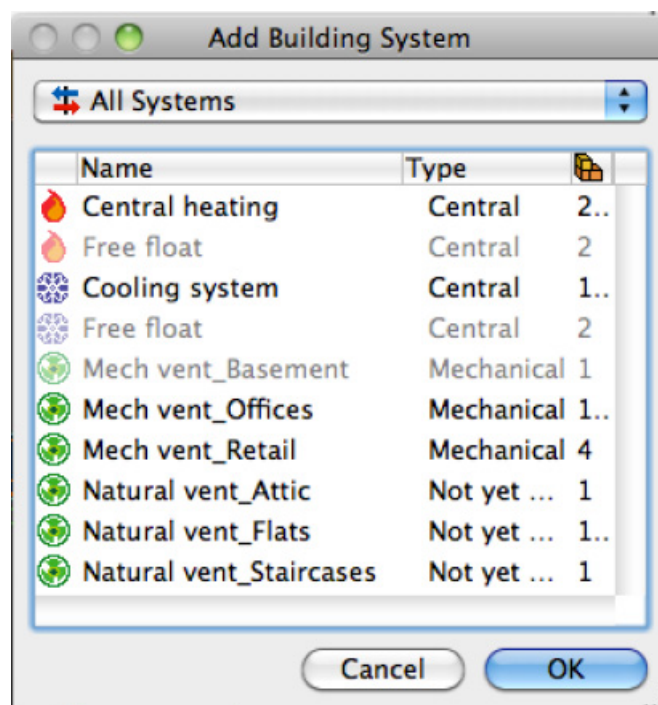 Add Building System
All Systems
Name Type
Central heating Central 2..
Free float Central 2
Cooling system Central 1..
Free float Central 2
Mech vent_Basement Mechanical 1
Mech vent_Offices Mechanical 1..
Mech vent_Retail Mechanical 4
Natural vent_Attic Not yet ... 1
Natural vent_Flats Not yet ... 1..
Natural vent_Staircases Not yet ... 1
Cancel OK